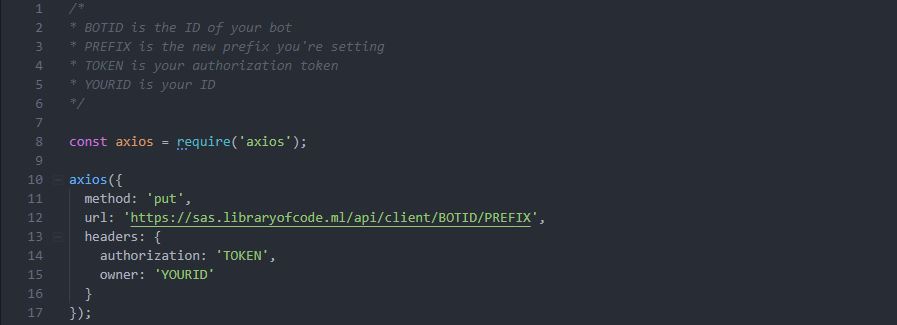 1 /*
2 * BOTID is the ID of your bot
3 * PREFIX is the new prefix you're setting
4 * TOKEN is your authorization token
5 * YOURID is your ID
6 */
7
8 const axios = require('axios');
9
10 axios({
11 method: 'put',
12 url: 'https://sas.libraryofcode.ml/api/client/BOTID/PREFIX',
13 headers: {
14 authorization: 'TOKEN',
15 owner: 'YOURID'
16 }
17 });